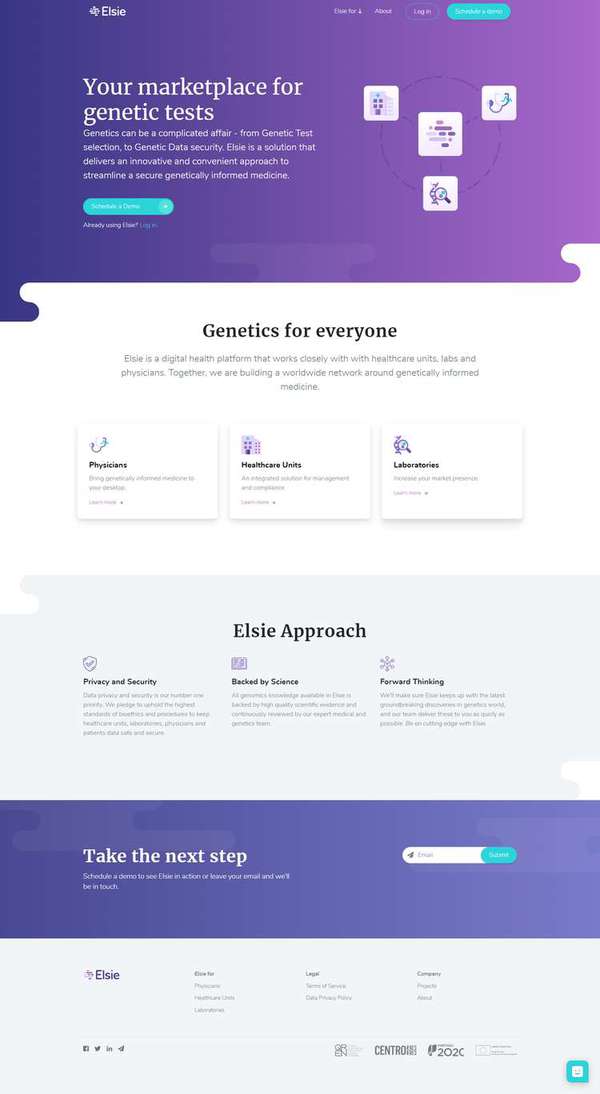 Elsie
Elsie for ↓
About
Log in
Schedule a demo
Your marketplace for
genetic tests
Genetics can be a complicated affair - from Genetic Test
selection, to Genetic Data security. Elsie is a solution that
delivers an innovative and convenient approach to
streamline a secure genetically informed medicine.
Schedule a Demo
Already using Elsie? Log in.
Genetics for everyone
Elsie is a digital health platform that works closely with with healthcare units, labs and
physicians. Together, we are building a worldwide network around genetically informed
medicine.
Physicians
Bring genetically informed medicine to
your desktop.
Learn more
Healthcare Units
An integrated solution for management
and compliance
Learn more
Laboratories
Increase your market presence
Learn more
Elsie Approach
Privacy and Security
Data privacy and security is our number one
priority. We pledge to uphold the highest
standards of bioethics and procedures to keep
healthcare units, laboratories, physicians and
patients data safe and secure.
Backed by Science
All genomics knowledge available in Elsie is
backed by high quality scientific evidence and
continuously reviewed by our expert medical and
genetics team.
Forward Thinking
We'll make sure Elsie keeps up with the latest
groundbreaking discoveries in genetics world,
and our team deliver these to you as quickly as
possible. Be on cutting edge with Elsie.
Take the next step
Schedule a demo to see Elsie in action or leave your email and we'll
be in touch.
Email
Submit
Elsie
Elsie for
Physicians
Healthcare Units
Laboratories
Legal
Terms of Service
Data Privacy Policy
Company
Projects
About
CENTRO
2020